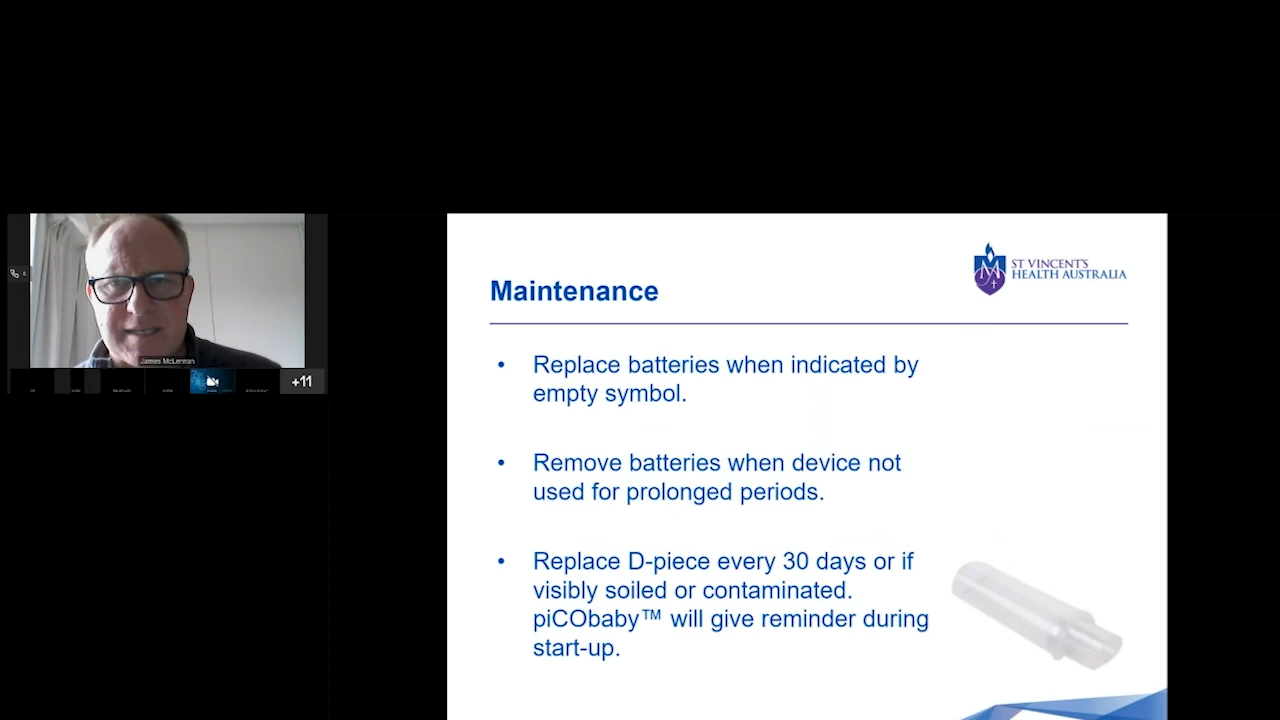 ST VINCENT'S
HEALTH AUSTRALIA
Maintenance
• Replace batteries when indicated by
empty symbol.
• Remove batteries when device not
used for prolonged periods.
• Replace D-piece every 30 days or if
visibly soiled or contaminated.
piCObaby™ will give reminder during
start-up.
James McLennan
+11